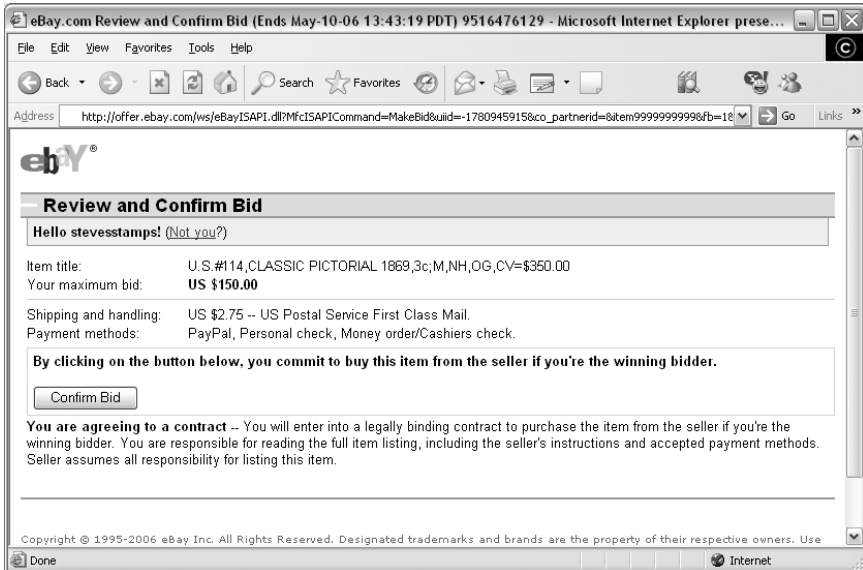 eBay.com Review and Confirm Bid (Ends May-10-06 13:43:19 PDT) 9516476129 - Microsoft Internet Explorer prese...
File Edit View Favorites Tools Help
Back Search Favorites
Address http://offer.ebay.com/ws/eBayISAPI.dll?MfcISAPICommand=MakeBid&uiid=-1780945915&co_partnerid=&item9999999999&fb=18 Go Links »
ebaY®
Review and Confirm Bid
Hello stevesstamps! (Not you?)
Item title: U.S.#114,CLASSIC PICTORIAL 1869,3c;M,NH,OG,CV=$350.00
Your maximum bid: US $150.00
Shipping and handling: US $2.75 -- US Postal Service First Class Mail.
Payment methods: PayPal, Personal check, Money order/Cashiers check.
By clicking on the button below, you commit to buy this item from the seller if you're the winning bidder.
Confirm Bid
You are agreeing to a contract -- You will enter into a legally binding contract to purchase the item from the seller if you're the
winning bidder. You are responsible for reading the full item listing, including the seller's instructions and accepted payment methods.
Seller assumes all responsibility for listing this item.
Copyright © 1995-2006 eBay Inc. All Rights Reserved. Designated trademarks and brands are the property of their respective owners. Use
Done Internet